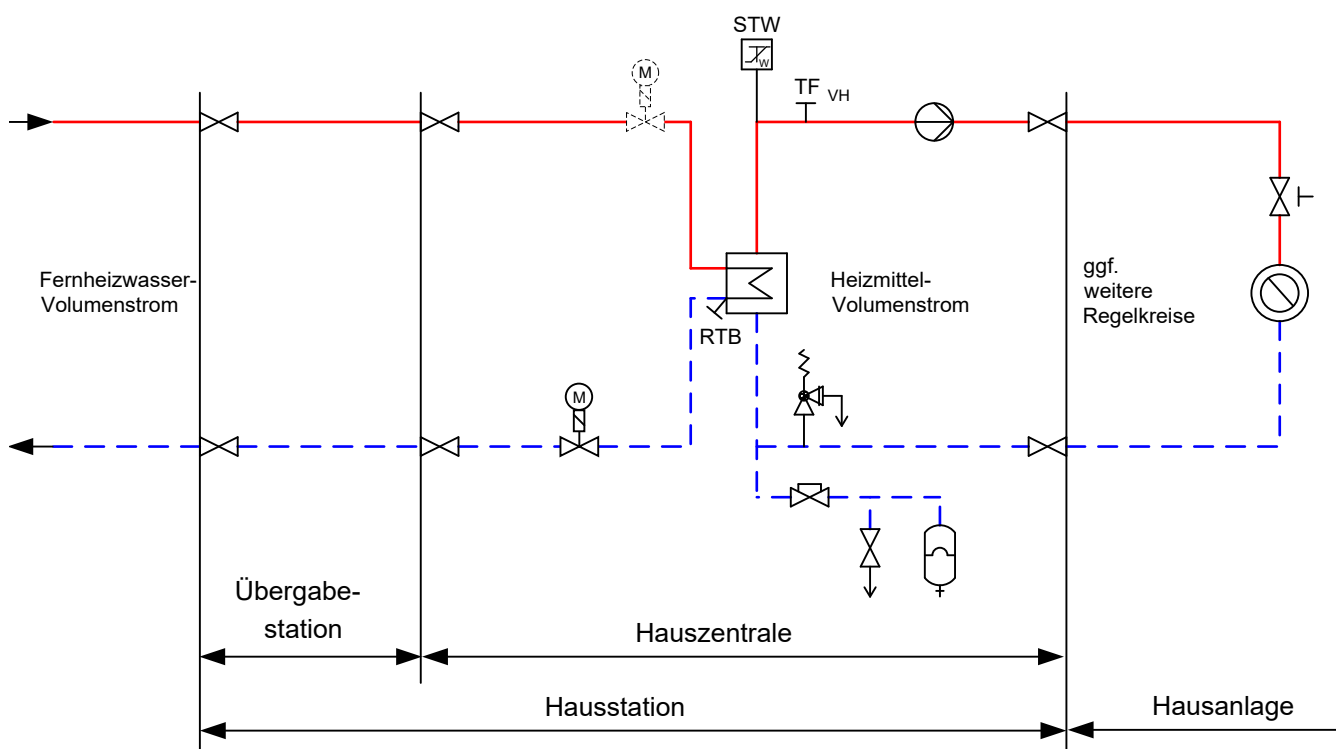 STW
W
M
TF VH
Fernheizwasser-
Volumenstrom
Heizmittel-
Volumenstrom
ggf.
weitere
Regelkreise
RTB
M
Übergabe-
station
Hauszentrale
Hausstation
Hausanlage